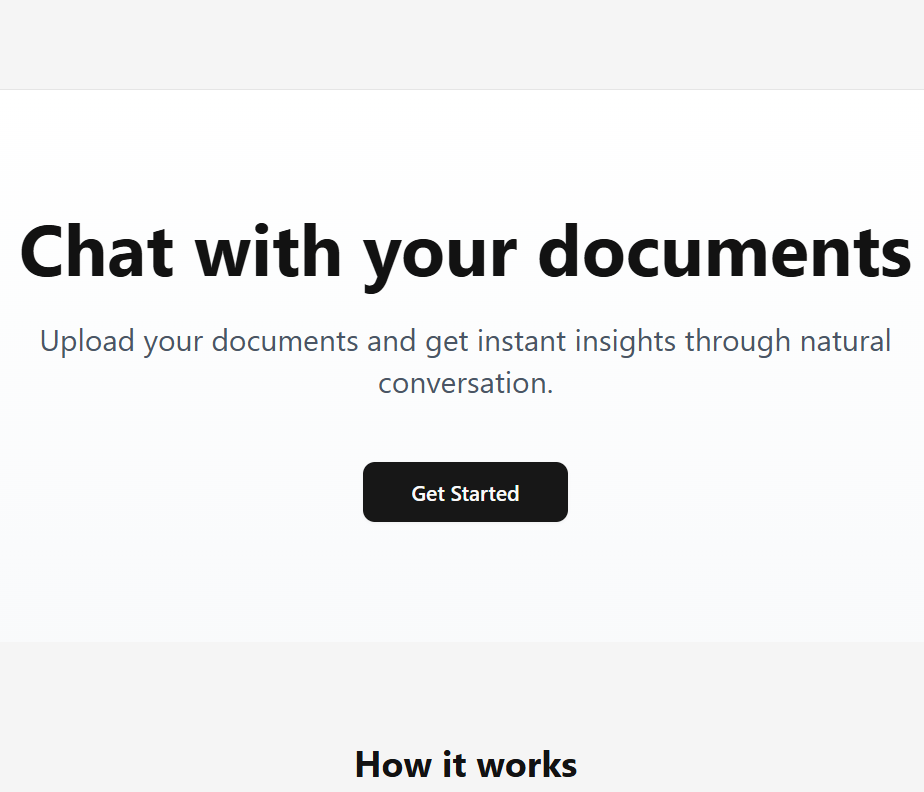 Chat with your documents
Upload your documents and get instant insights through natural
conversation.
Get Started
How it works